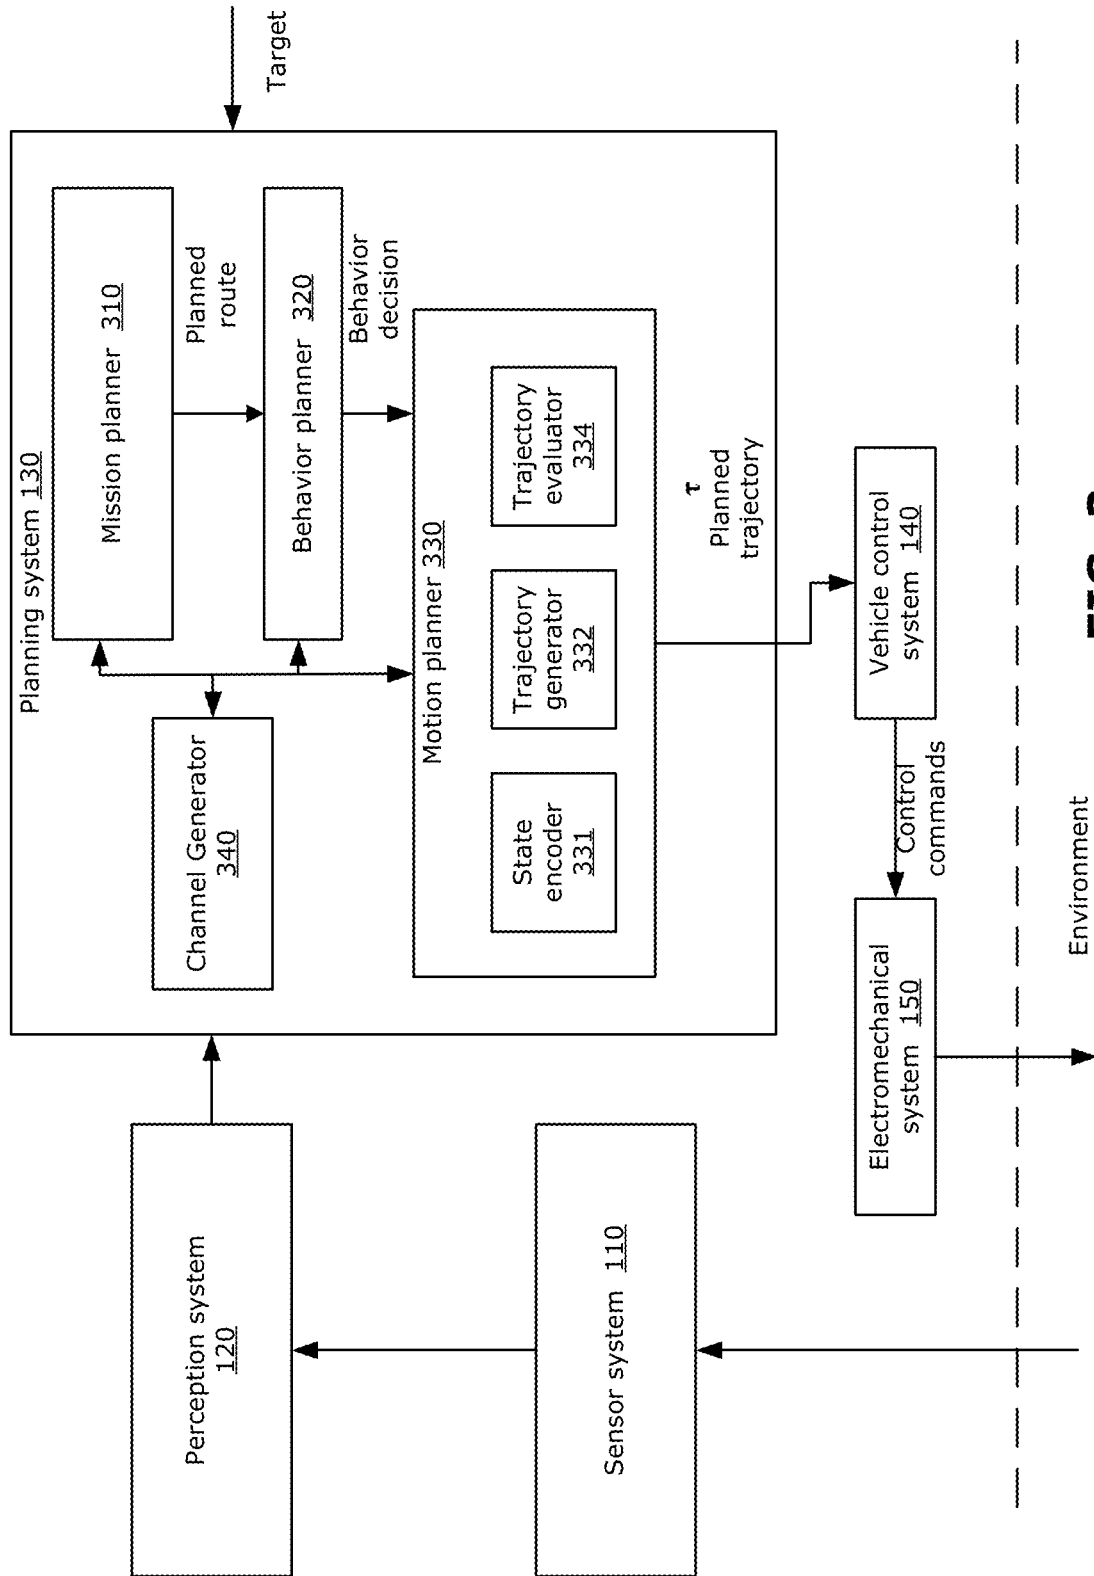 Planning system 130
Mission planner 310
Planned
route
Behavior planner 320
Behavior
decision
Target
Channel Generator
340
Motion planner 330
State
encoder
331
Trajectory
generator
332
Trajectory
evaluator
334
τ
Planned
trajectory
Perception system
120
Sensor system 110
Vehicle control
system 140
Control
commands
Electromechanical
system 150
Environment